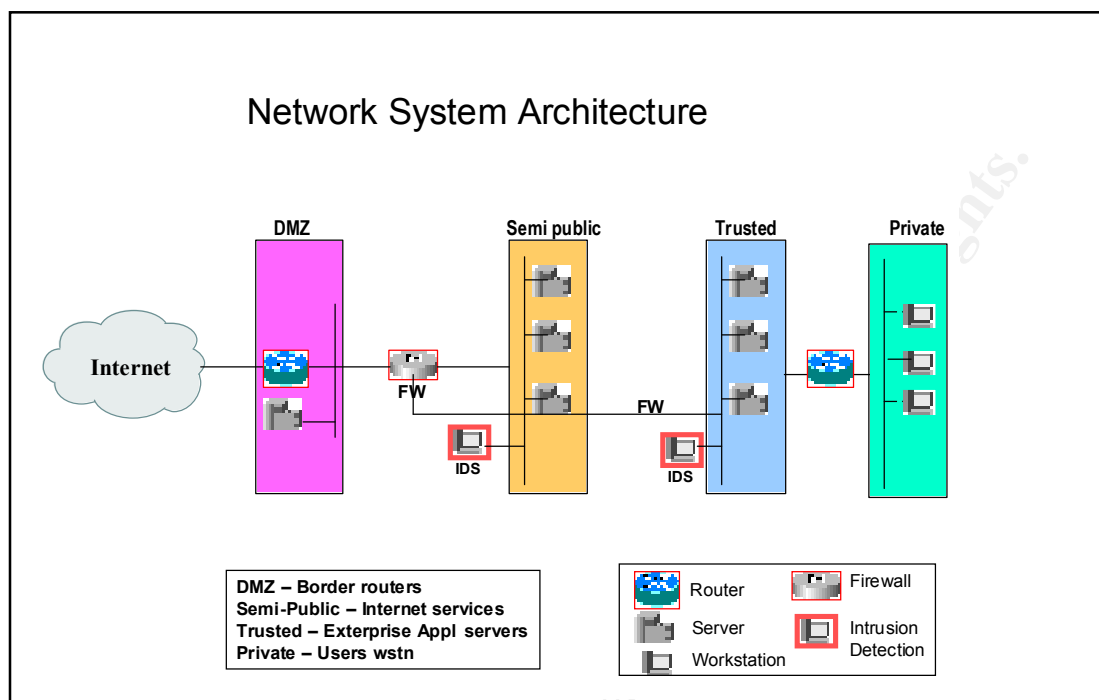 Network System Architecture
DMZ
Semi public
Trusted
Private
Internet
FW
FW
IDS
IDS
DMZ – Border routers
Semi-Public – Internet services
Trusted – Exterprise Appl servers
Private – Users wstn
Router
Firewall
Server
Intrusion
Detection
Workstation